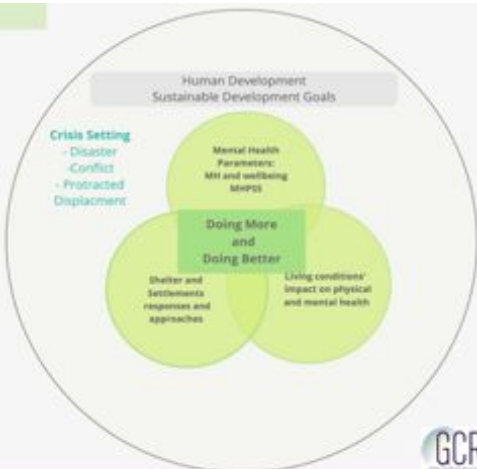 Human Development
Sustainable Development Goals
Crisis Setting
- Disaster
-Conflict
- Protracted
Displacment
Mental Health
Parameters:
MH and wellbeing
MHPSS
Doing More
and
Doing Better
Shelter and
Settlements
responses and
approaches
Living conditions'
impact on physical
and mental health